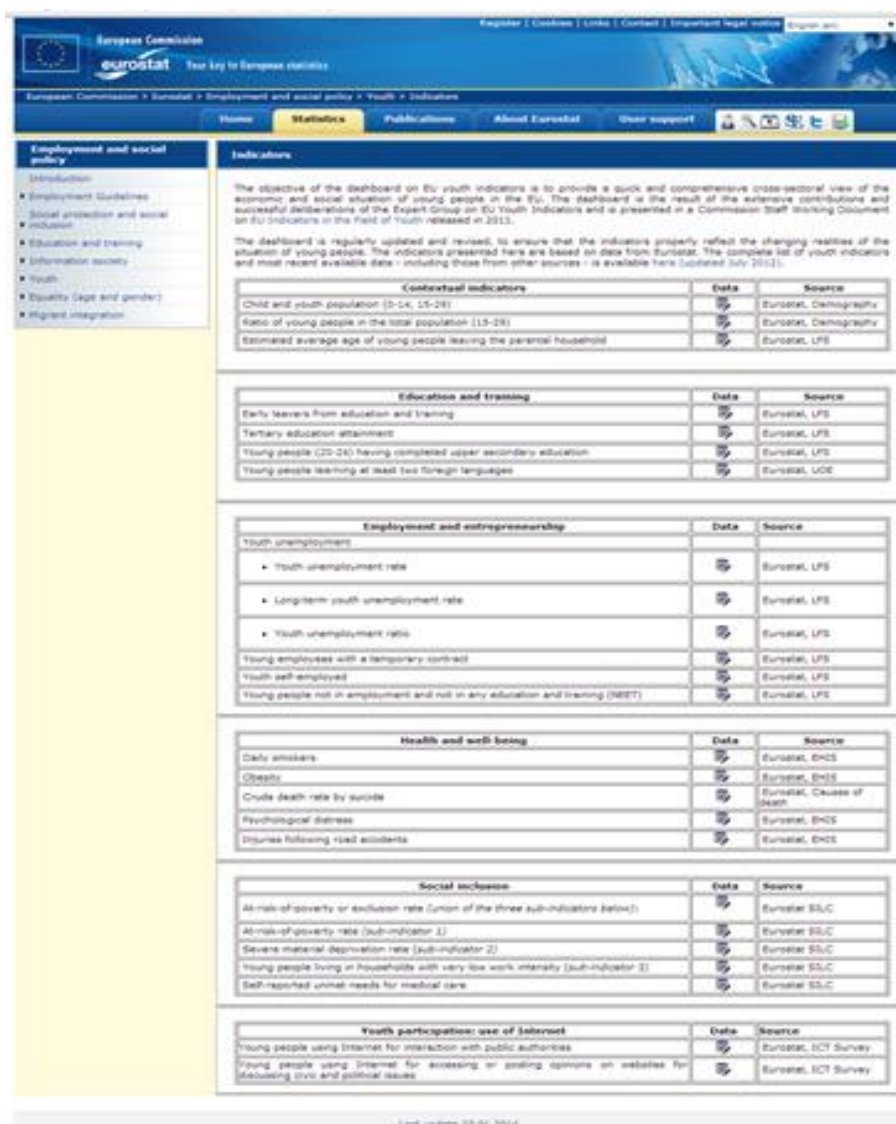 Register | Cookies | Links | Contact | Important legal notice
European Commission
eurostat Your key to European statistics
European Commission > Eurostat > Employment and social policy > Youth > Indicators
Home Statistics Publications About Eurostat User support
Employment and social policy
Introduction
Employment Guidelines
Social protection and social inclusion
Education and training
Information society
Youth
Equality (age and gender)
Migrant integration
Indicators
The objective of the dashboard on EU youth indicators is to provide a quick and comprehensive cross-sectoral view of the
economic and social situation of young people in the EU. The dashboard is the result of the extensive contributions and
successful deliberations of the Expert Group on EU Youth Indicators and is presented in a Commission Staff Working Document
on EU Indicators in the Field of Youth released in 2011.
The dashboard is regularly updated and revised, to ensure that the indicators properly reflect the changing realities of the
situation of young people. The indicators presented here are based on data from Eurostat. The complete list of youth indicators
and most recent available data - including those from other sources - is available here (updated July 2012).
Contextual indicators Data Source
Child and youth population (0-14, 15-29) Eurostat, Demography
Ratio of young people in the total population (15-29) Eurostat, Demography
Estimated average age of young people leaving the parental household Eurostat, LFS
Education and training Data Source
Early leavers from education and training Eurostat, LFS
Tertiary education attainment Eurostat, LFS
Young people (20-24) having completed upper secondary education Eurostat, LFS
Young people learning at least two foreign languages Eurostat, UOE
Employment and entreprenneurship Data Source
Youth unemployment
• Youth unemployment rate Eurostat, LFS
• Long-term youth unemployment rate Eurostat, LFS
• Youth unemployment ratio Eurostat, LFS
Young employees with a temporary contract Eurostat, LFS
Youth self-employed Eurostat, LFS
Young people not in employment and not in any education and training (NEET) Eurostat, LFS
Health and well-being Data Source
Daily smokers Eurostat, EHIS
Obesity Eurostat, EHIS
Crude death rate by suicide Eurostat, Causes of death
Psychological distress Eurostat, EHIS
Injuries following road accidents Eurostat, EHIS
Social inclusion Data Source
At-risk-of-poverty or exclusion rate (union of the three sub-indicators below): Eurostat SILC
At-risk-of-poverty rate (sub-indicator 1) Eurostat SILC
Severe material deprivation rate (sub-indicator 2) Eurostat SILC
Young people living in households with very low work intensity (sub-indicator 3) Eurostat SILC
Self-reported unmet needs for medical care Eurostat SILC
Youth participation: use of Internet Data Source
Young people using Internet for interaction with public authorities Eurostat, ICT Survey
Young people using Internet for accessing or posting opinions on websites for
discussing civic and political issues Eurostat, ICT Survey